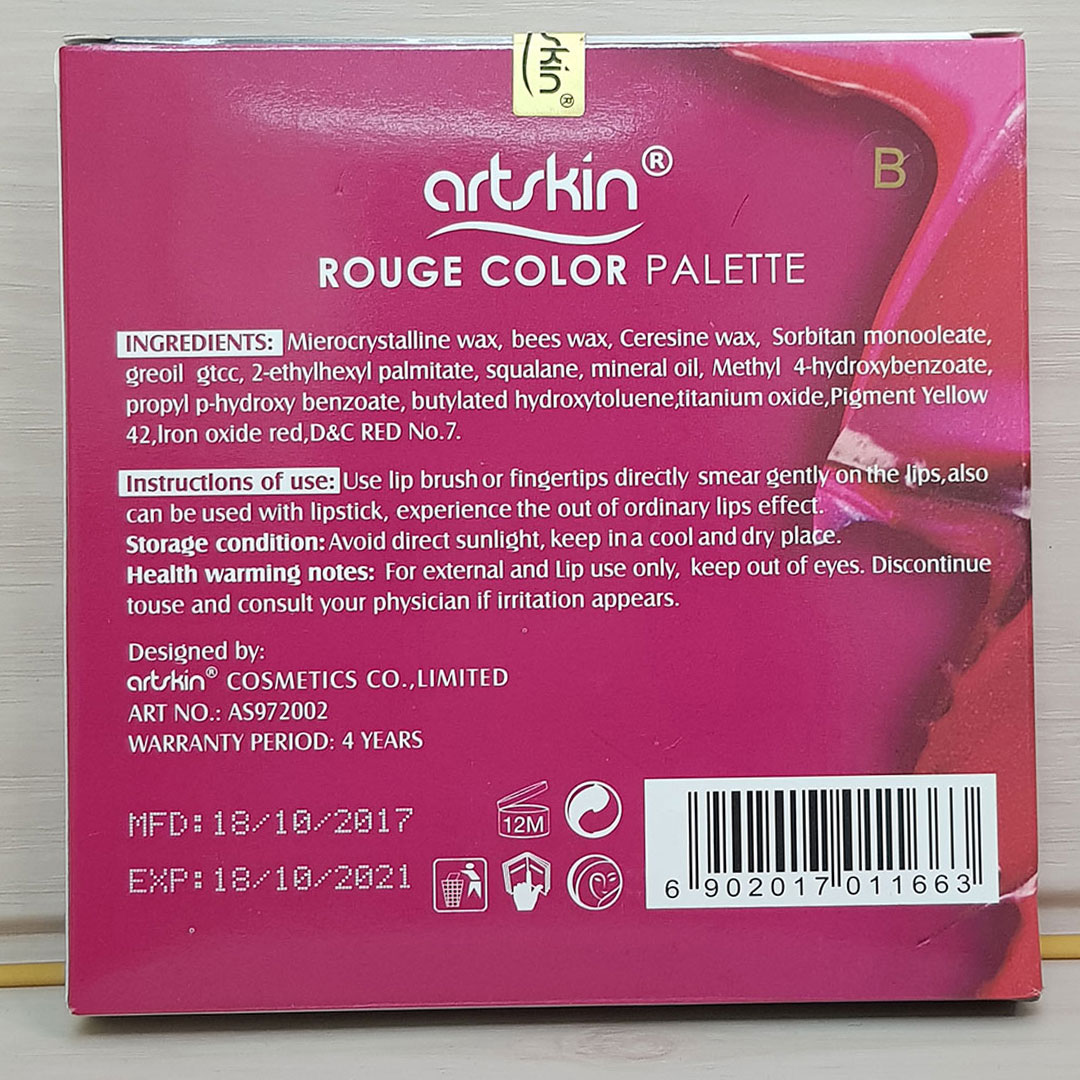 skin
®
B
artskin®
ROUGE COLOR PALETTE
INGREDIENTS: Mierocrystalline wax, bees wax, Ceresine wax, Sorbitan monooleate,
greoil gtcc, 2-ethylhexyl palmitate, squalane, mineral oil, Methyl 4-hydroxybenzoate,
propyl p-hydroxy benzoate, butylated hydroxytoluene,titanium oxide,Pigment Yellow
42,Iron oxide red,D&C RED No.7.
Instructlons of use: Use lip brush or fingertips directly smear gently on the lips,also
can be used with lipstick, experience the out of ordinary lips effect.
Storage condition: Avoid direct sunlight, keep in a cool and dry place.
Health warming notes: For external and Lip use only, keep out of eyes. Discontinue
touse and consult your physician if irritation appears.
Designed by:
artskin® COSMETICS CO.,LIMITED
ART NO.: AS972002
WARRANTY PERIOD: 4 YEARS
MFD:18/10/2017
EXP:18/10/2021
12M
6 902017 011663